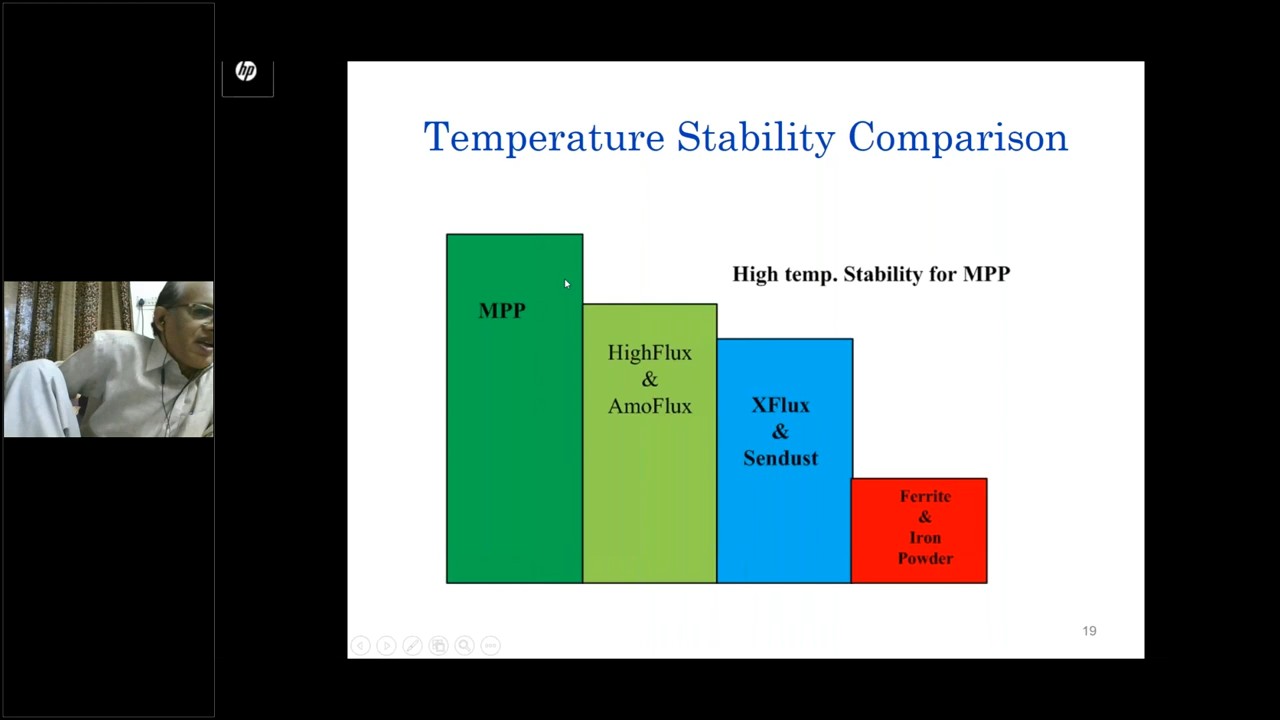 hp
Temperature Stability Comparison
High temp. Stability for MPP
MPP
HighFlux
&
AmoFlux
XFlux
&
Sendust
Ferrite
&
Iron
Powder
19